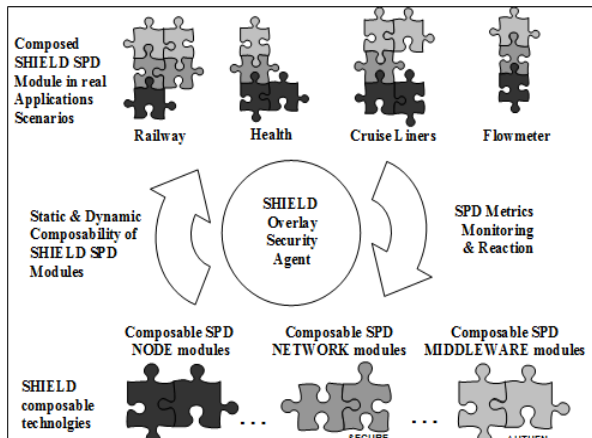 Composed
SHIELD SPD
Module in real
Applications
Scenarios
Railway
Health
Cruise Liners
Flowmeter
Static & Dynamic
Composability of
SHIELD SPD
Modules
SHIELD
Overlay
Security
Agent
SPD Metrics
Monitoring
& Reaction
Composable SPD
NODE modules
Composable SPD
NETWORK modules
Composable SPD
MIDDLEWARE modules
SHIELD
composable
technolgies
...
...
SECURE
AUTHEN